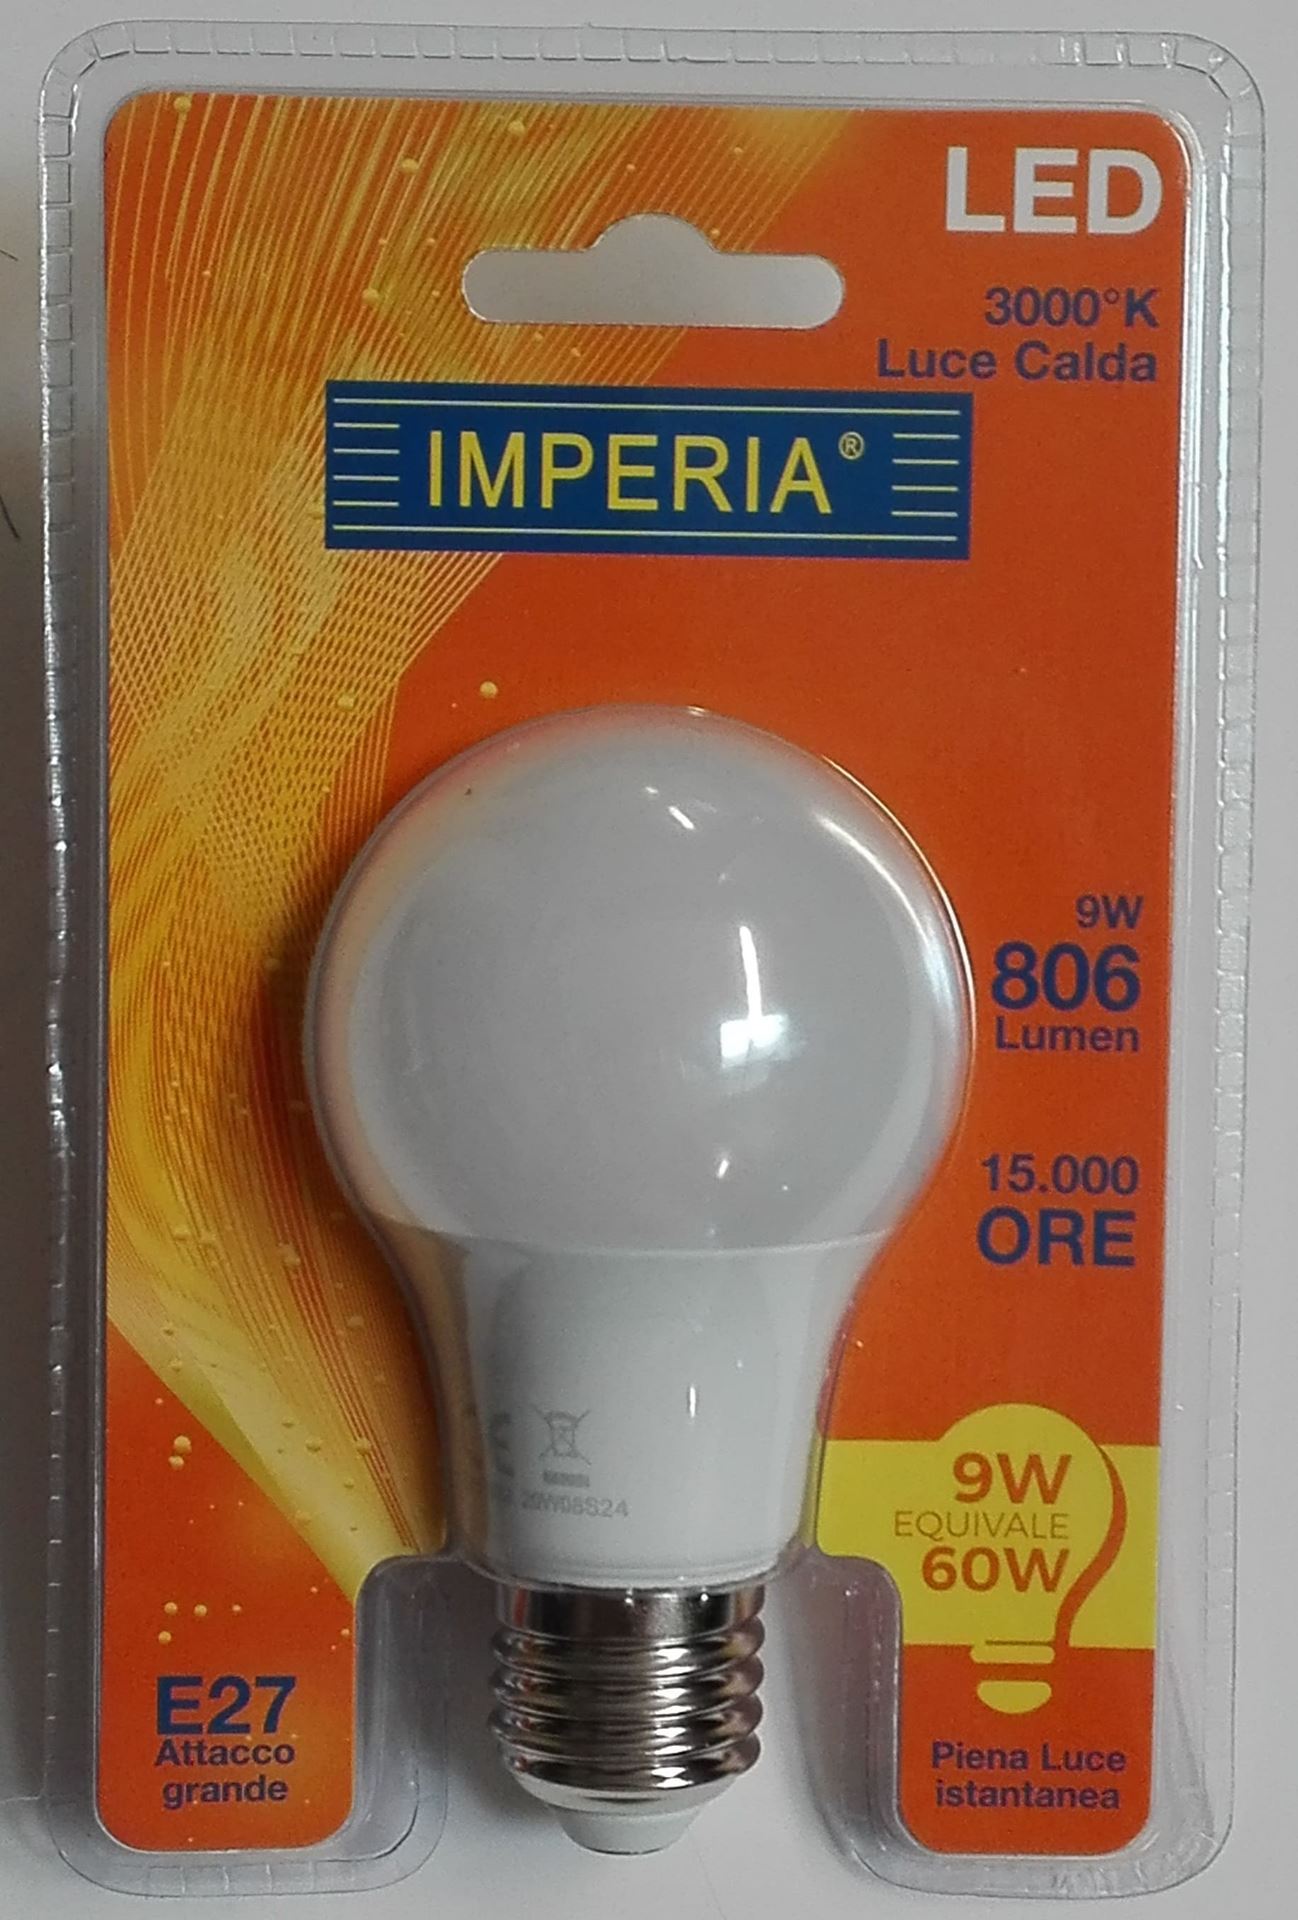 LED
3000°K
Luce Calda
IMPERIA®
9W
806
Lumen
15.000
ORE
9W
EQUIVALE
60W
E27
Attacco
grande
Piena Luce
istantanea